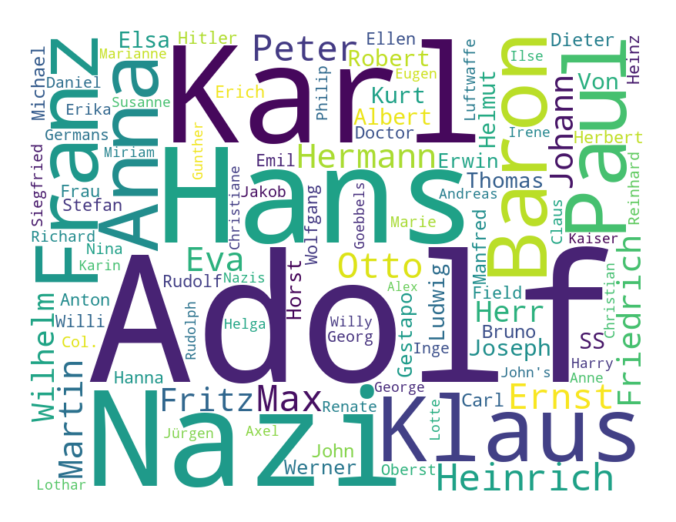 Hitler
Ellen
Dieter
Elsa
Peter
Ilse
Marianne
Robert
Eugen
Michael
Daniel
Karl
Baron
Paul
Heinz
Franz
Anna
Susanne
Erich
Philip
Kurt
Albert
Luftwaffe
Helmut
Von
Erika
Doctor
Irene
Johann
Herbert
Germans
Gunther
Miriam
Emil
Hermann
Erwin
Siegfried
Frau
Stefan
Christiane
Jakob
Hans
Thomas
Andreas
Reinhard
Richard
Nina
Wolfgang
Goebbels
Marie
Claus
Kaiser
Karin
Eva
Otto
Manfred
Rudolf
Nazis
Horst
Alex
Ludwig
Field
Christian
Friedrich
Anton
Adolf
Gestapo
Herr
Wilhelm
Willi
Rudolph
Helga
Willy
Bruno
SS
Col.
Georg
Inge
Joseph
Harry
Martin
Hanna
George
John's
Anne
Fritz
Max
Renate
Lotte
Carl
Ernst
Nazi
Klaus
Jürgen
Axel
John
Werner
Oberst
Heinrich
Lothar